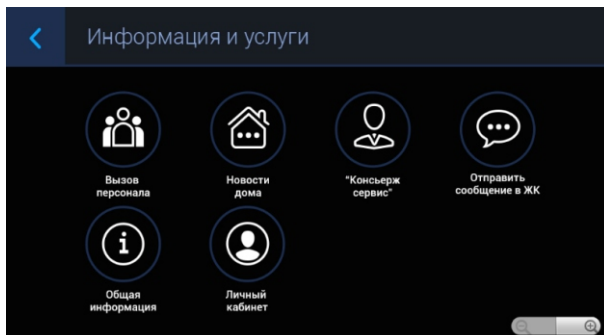 Информация и услуги
Вызов
персонала
Новости
дома
"Консьерж
сервис"
Отправить
сообщение в ЖК
Общая
информация
Личный
кабинет